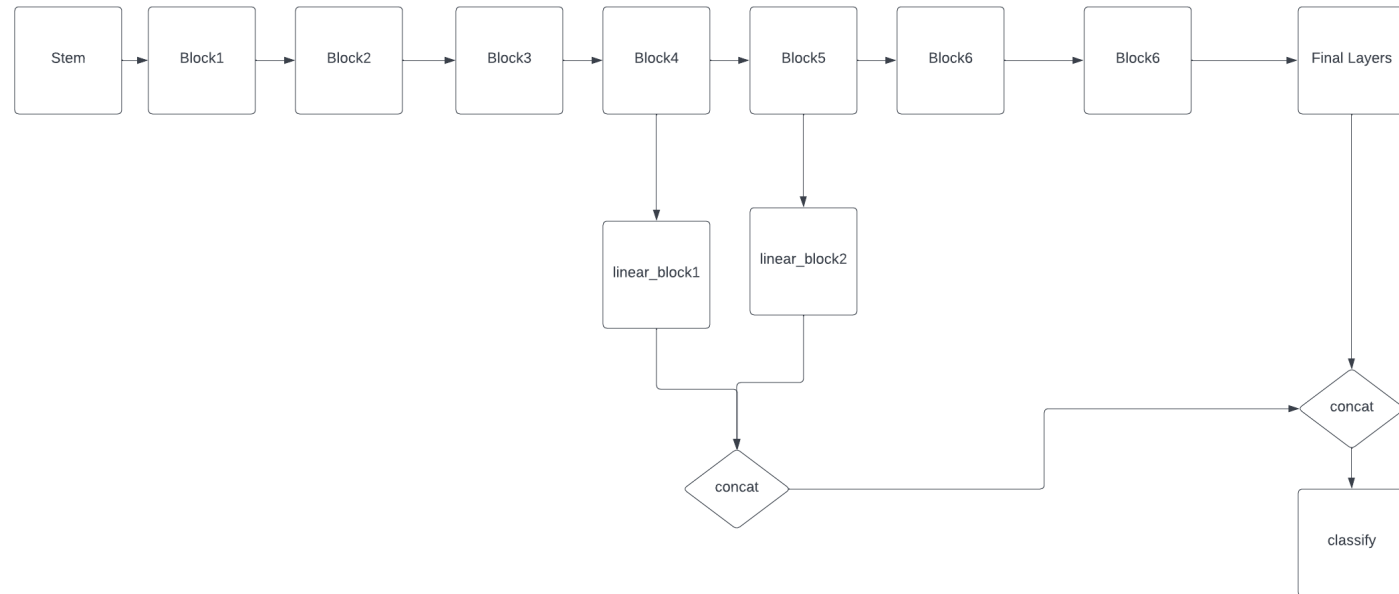 Stem
Block1
Block2
Block3
Block4
Block5
Block6
Block6
Final Layers
linear_block1
linear_block2
concat
concat
classify